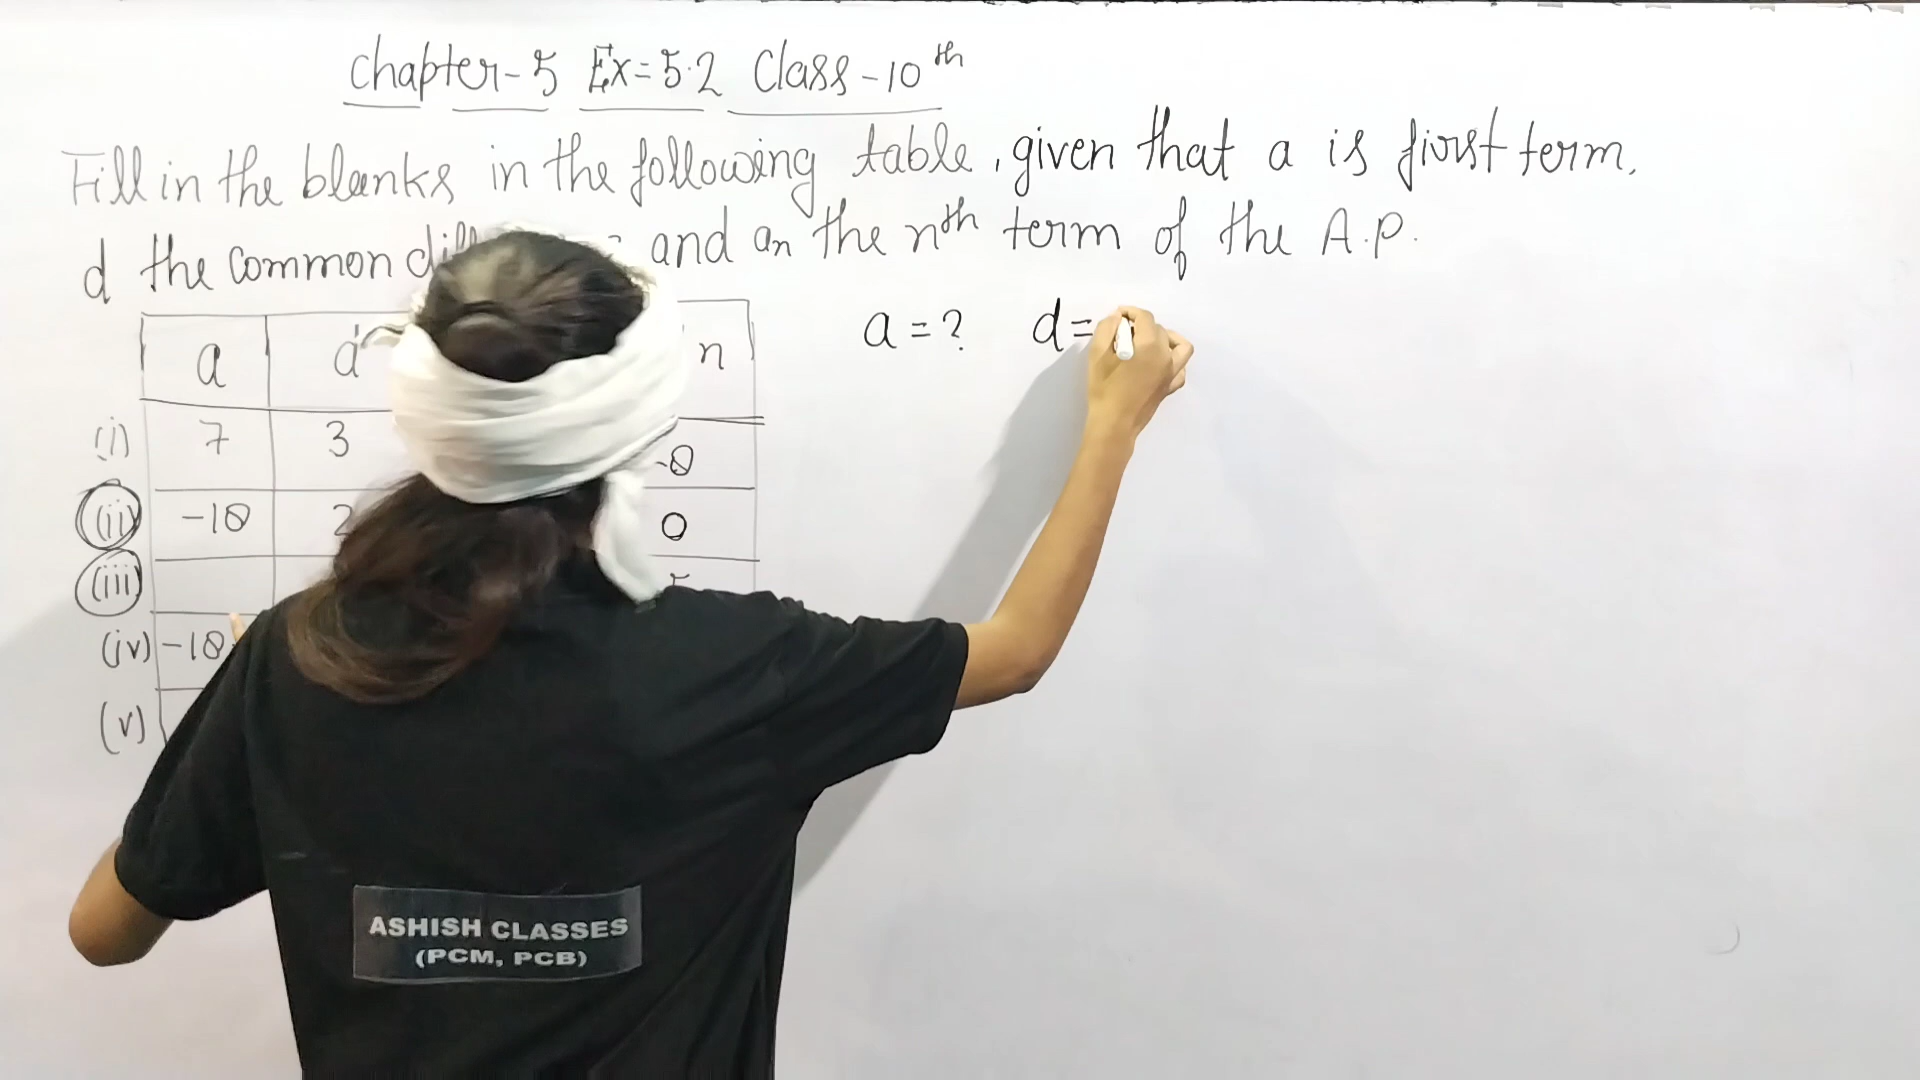 Chapter-5 Ex=5.2 Class-10th
Fill in the blanks in the following table, given that a is first term,
d the common and an the nth term of the A.P.
a d n
a = ? d =
(i) 7 3
(ii) -10 2 0
(iii)
(iv) -10
(v)
ASHISH CLASSES
(PCM, PCB)